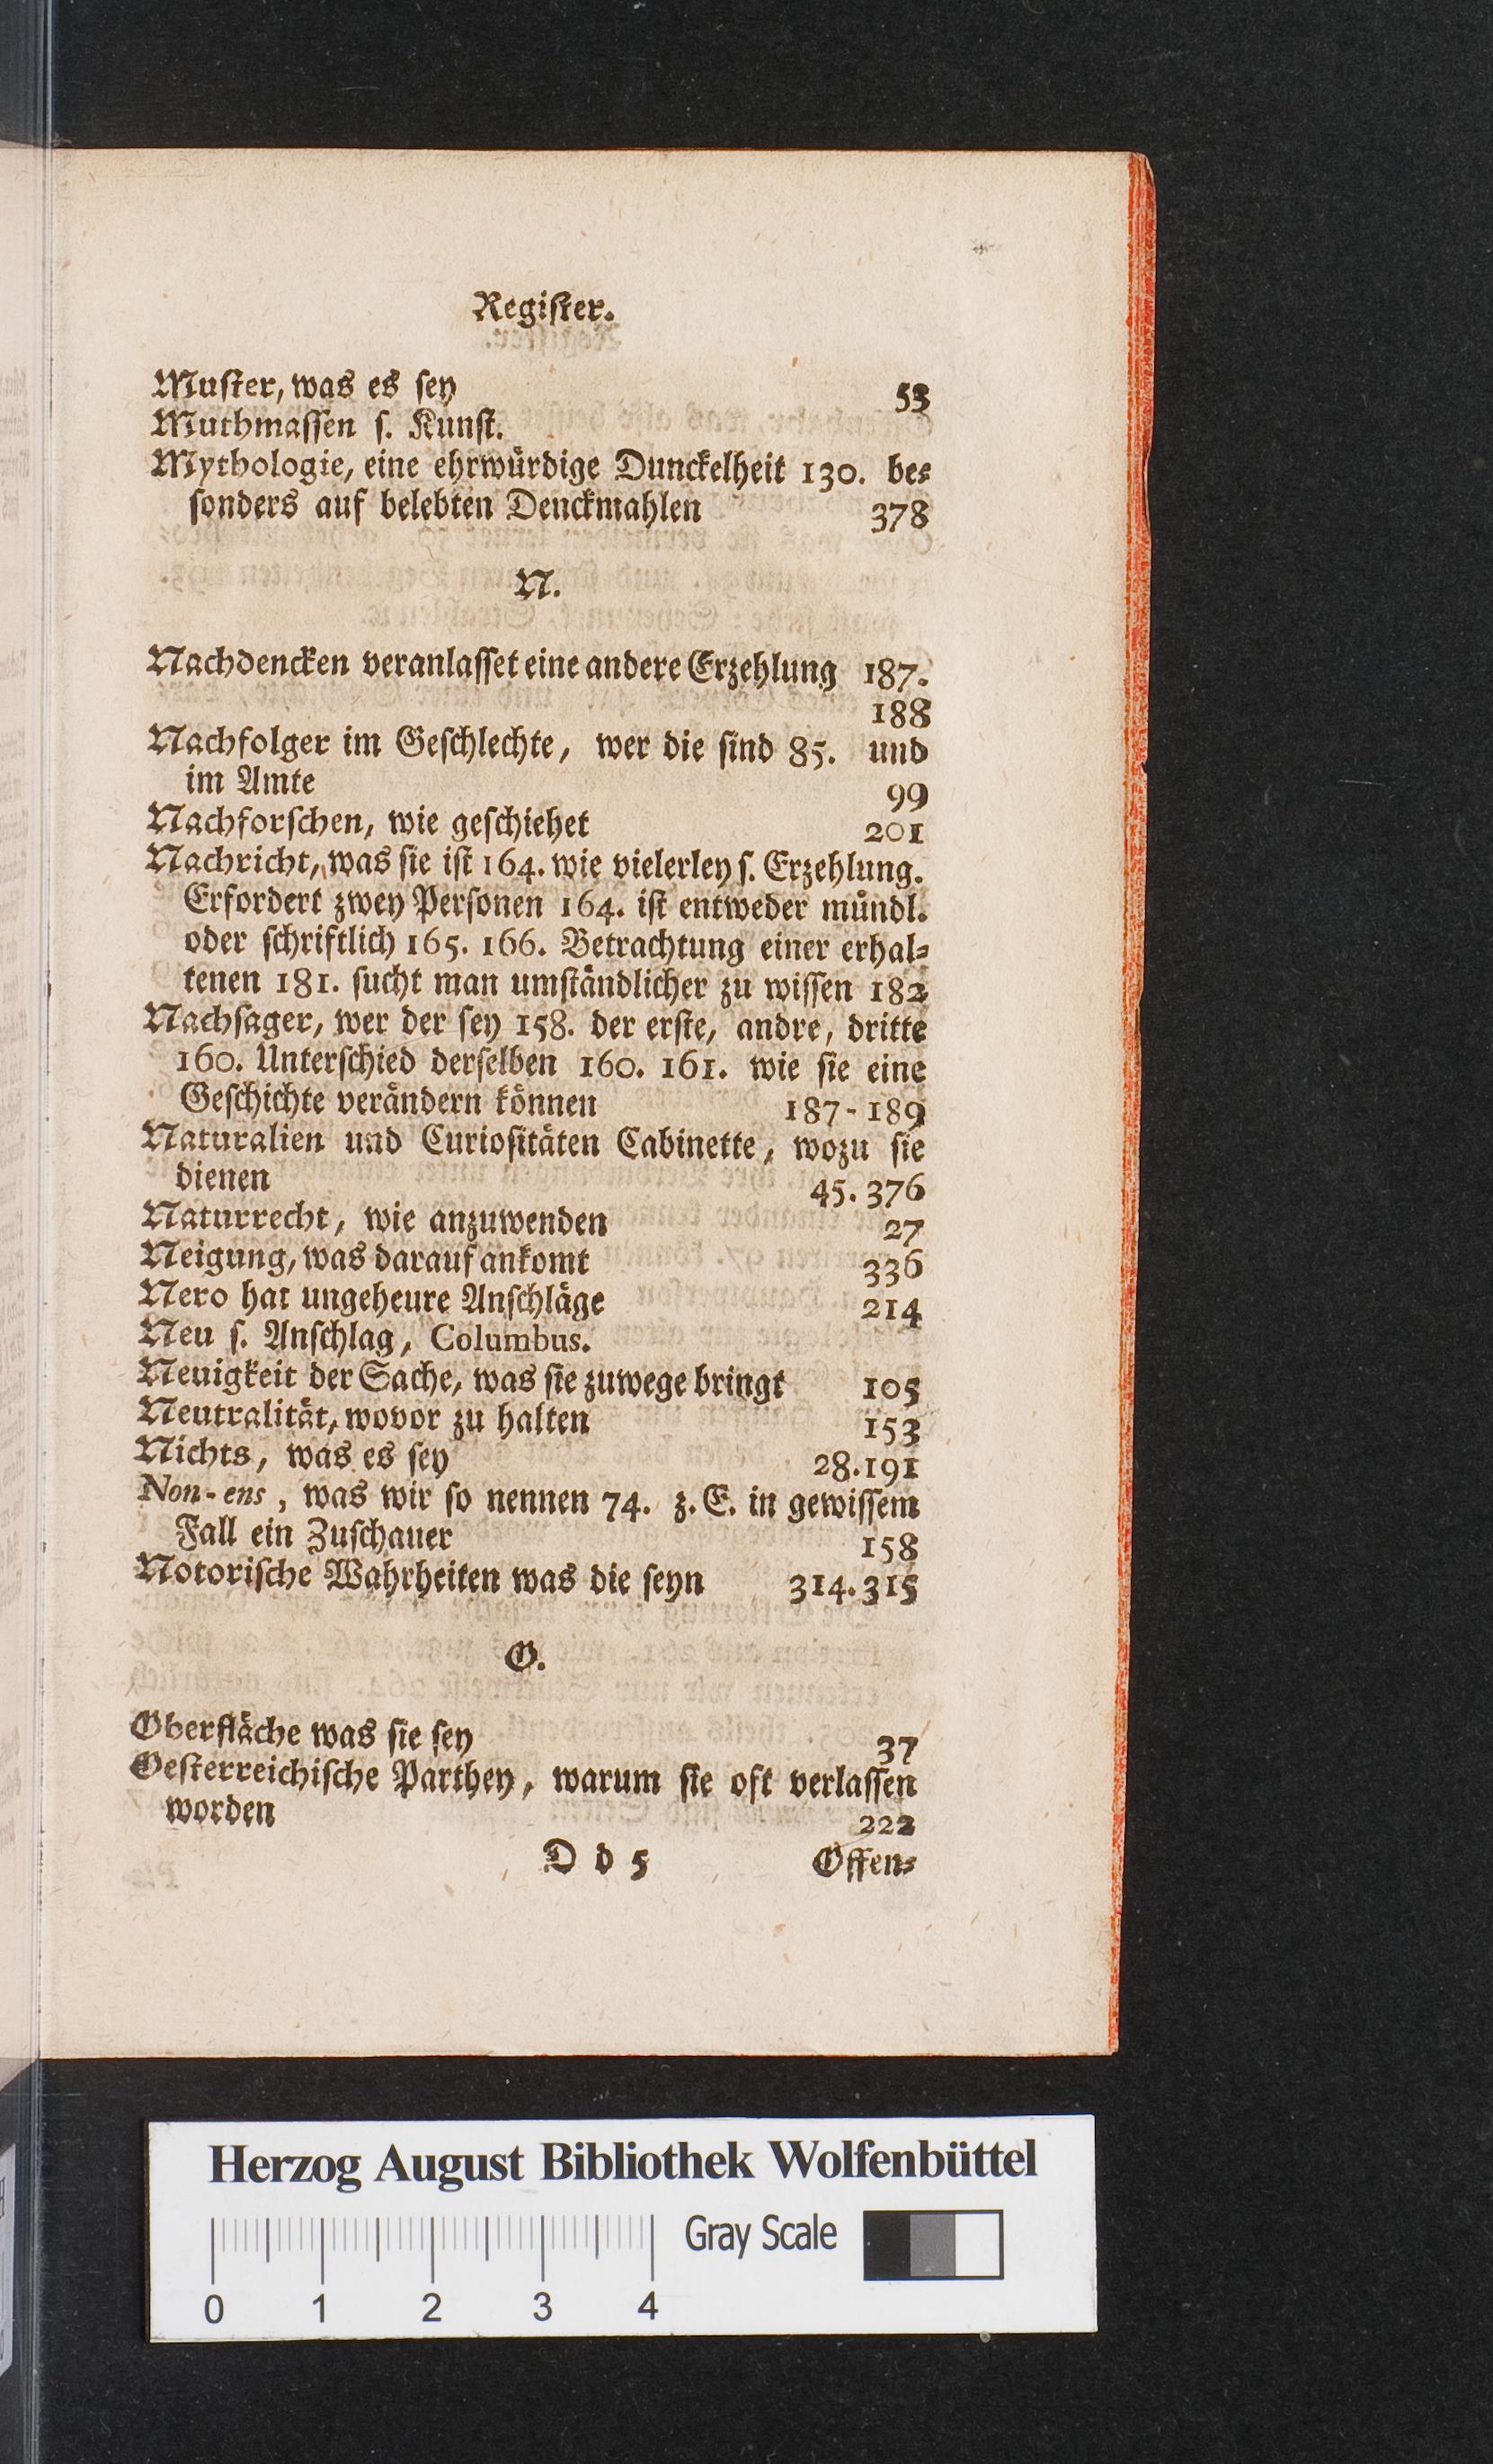 Regiſter.
Muſter, was es ſey 53
Muthmaſſen ſ. Kunſt.
Mythologie, eine ehrwürdige Dunckelheit 130. be⸗
ſonders auf belebten Denckmahlen 378
N.
Nachdencken veranlaſſet eine andere Erzehlung 187.
188
Nachfolger im Geſchlechte, wer die ſind 85. und
im Amte 99
Nachforſchen, wie geſchiehet 201
Nachricht, was ſie iſt 164. wie vielerley ſ. Erzehlung.
Erfordert zwey Perſonen 164. iſt entweder mündl.
oder ſchriftlich 165. 166. Betrachtung einer erhal⸗
tenen 181. ſucht man umſtändlicher zu wiſſen 182
Nachſager, wer der ſey 158. der erſte, andre, dritte
160. Unterſchied derſelben 160. 161. wie ſie eine
Geſchichte verändern können 187-189
Naturalien und Curioſitäten Cabinette, wozu ſie
dienen 45. 376
Naturrecht, wie anzuwenden 27
Neigung, was darauf ankomt 336
Nero hat ungeheure Anſchläge 214
Neu ſ. Anſchlag, Columbus.
Neuigkeit der Sache, was ſie zuwege bringt 105
Neutralität, wovor zu halten 153
Nichts, was es ſey 28.191
Non-ens, was wir ſo nennen 74. z. E. in gewiſſem
Fall ein Zuſchauer 158
Notoriſche Wahrheiten was die ſeyn 314.315
O.
Oberfläche was ſie ſey 37
Oeſterreichiſche Parthey, warum ſie oft verlaſſen
worden 222
D d 5 Offen⸗
Herzog August Bibliothek Wolfenbüttel
Gray Scale
0 1 2 3 4